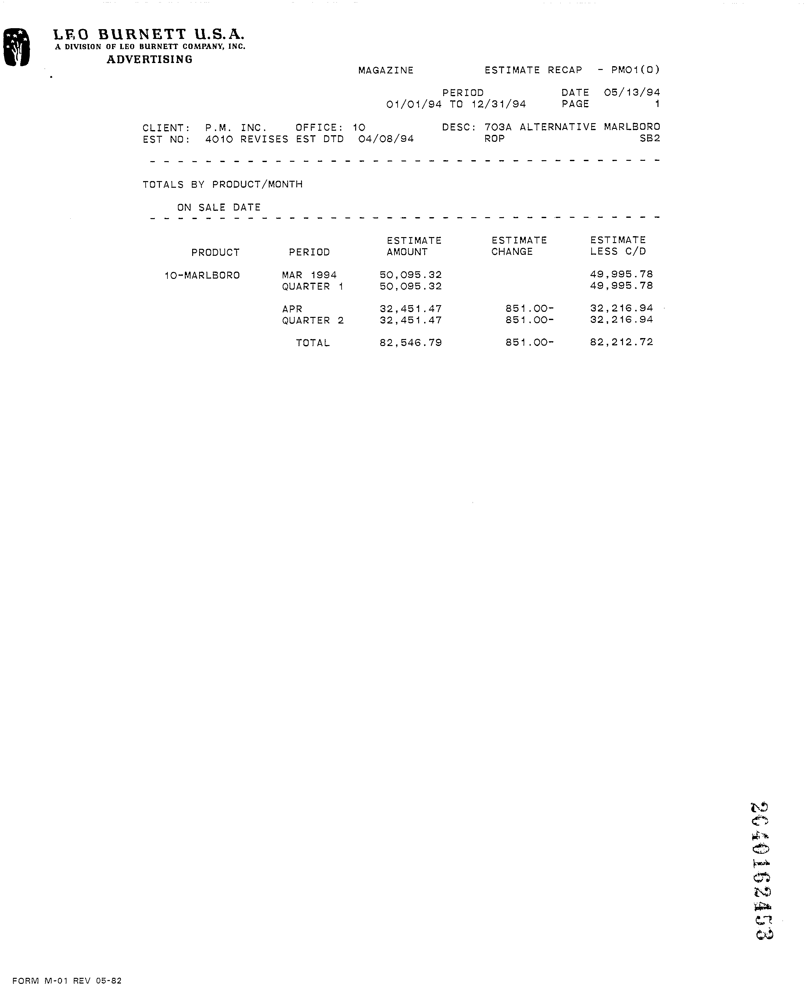 LEO BURNETT U.S.A.
A DIVISION OF LEO BURNETT COMPANY, INC.
ADVERTISING
MAGAZINE ESTIMATE RECAP - PM01(0)
PERIOD DATE 05/13/94
01/01/94 TO 12/31/94 PAGE 1
CLIENT: P.M. INC. OFFICE: 10 DESC: 703A ALTERNATIVE MARLBORO
EST NO: 4010 REVISES EST DTD 04/08/94 ROP SB2
TOTALS BY PRODUCT/MONTH
ON SALE DATE
ESTIMATE ESTIMATE ESTIMATE
PRODUCT PERIOD AMOUNT CHANGE LESS C/D
10-MARLBORO MAR 1994 50,095.32 49,995.78
QUARTER 1 50,095.32 49,995.78
APR 32,451.47 851.00- 32,216.94
QUARTER 2 32,451.47 851.00- 32,216.94
TOTAL 82,546.79 851.00- 82,212.72
2040162453
FORM M-01 REV 05-82